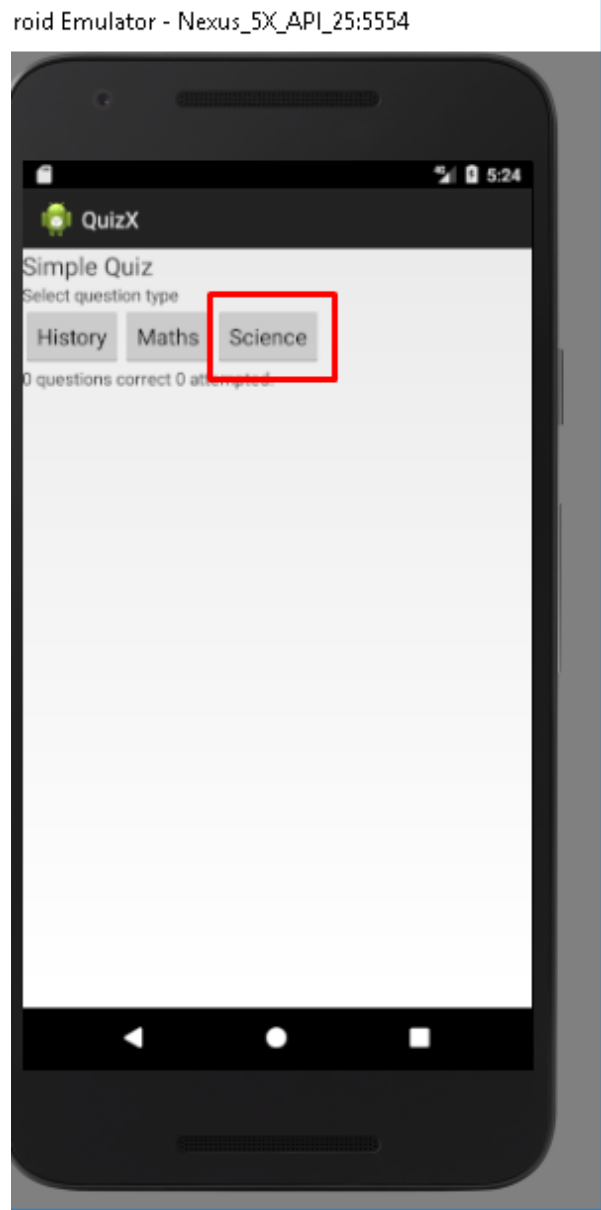 roid Emulator - Nexus_5X_API_25:5554
4G 5:24
QuizX
Simple Quiz
Select question type
History Maths Science
0 questions correct 0 attempted.